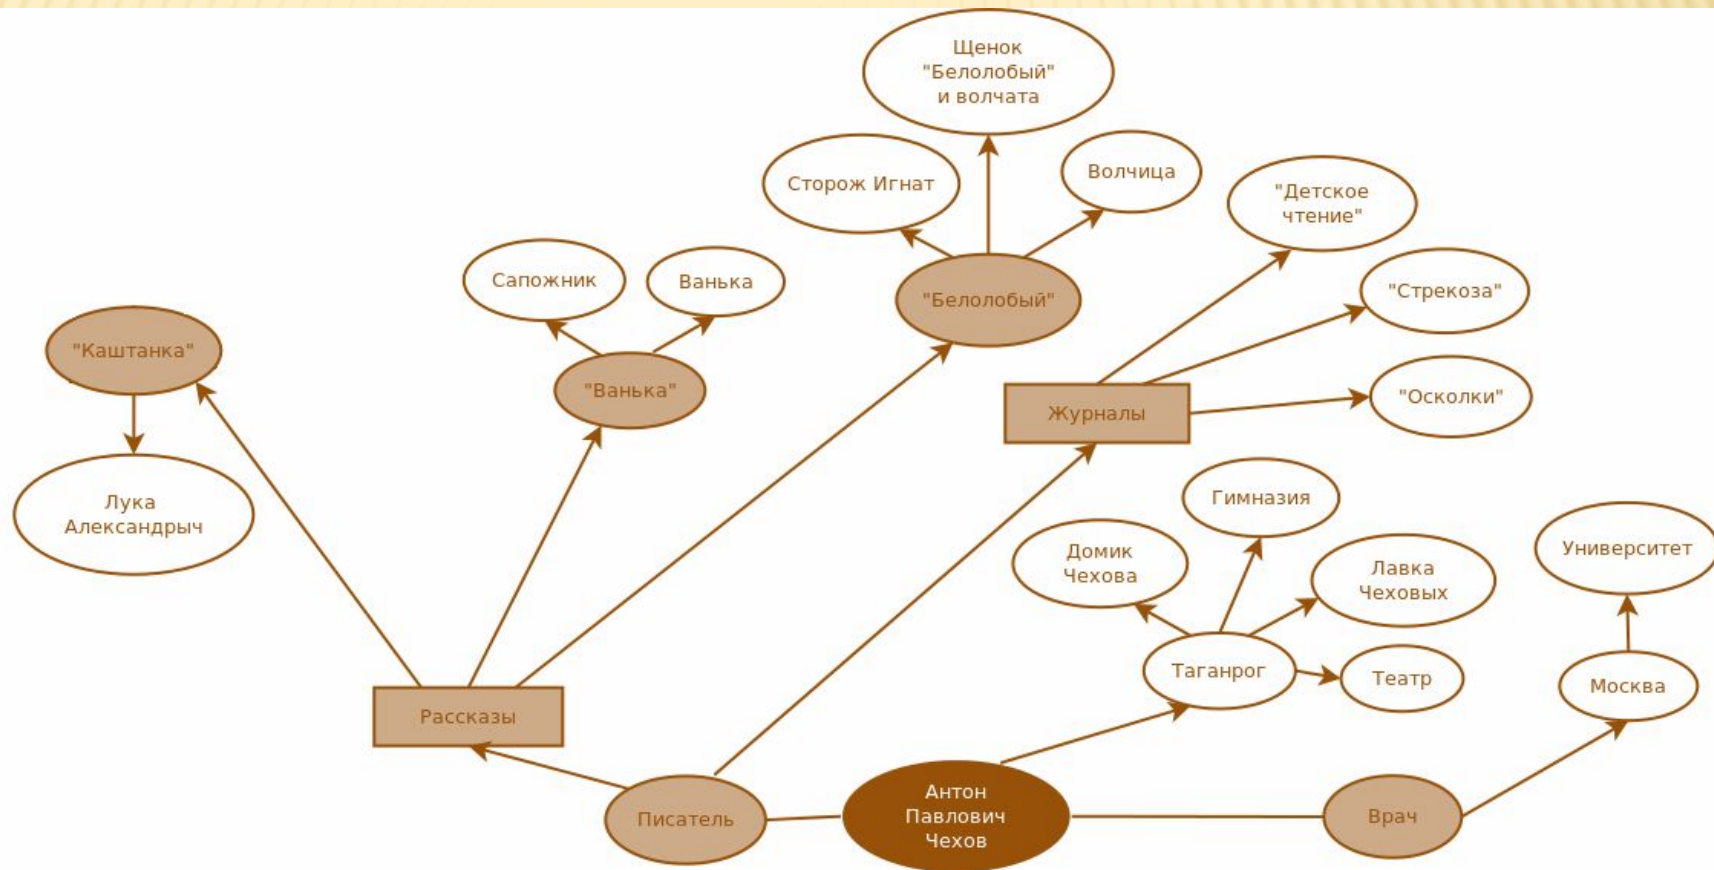 Щенок
"Белолобый"
и волчата
Сторож Игнат
Волчица
"Детское
чтение"
Сапожник
Ванька
"Белолобый"
"Стрекоза"
"Каштанка"
"Ванька"
"Осколки"
Журналы
Лука
Александрыч
Гимназия
Домик
Чехова
Лавка
Чеховых
Университет
Таганрог
Театр
Москва
Рассказы
Писатель
Антон
Павлович
Чехов
Врач